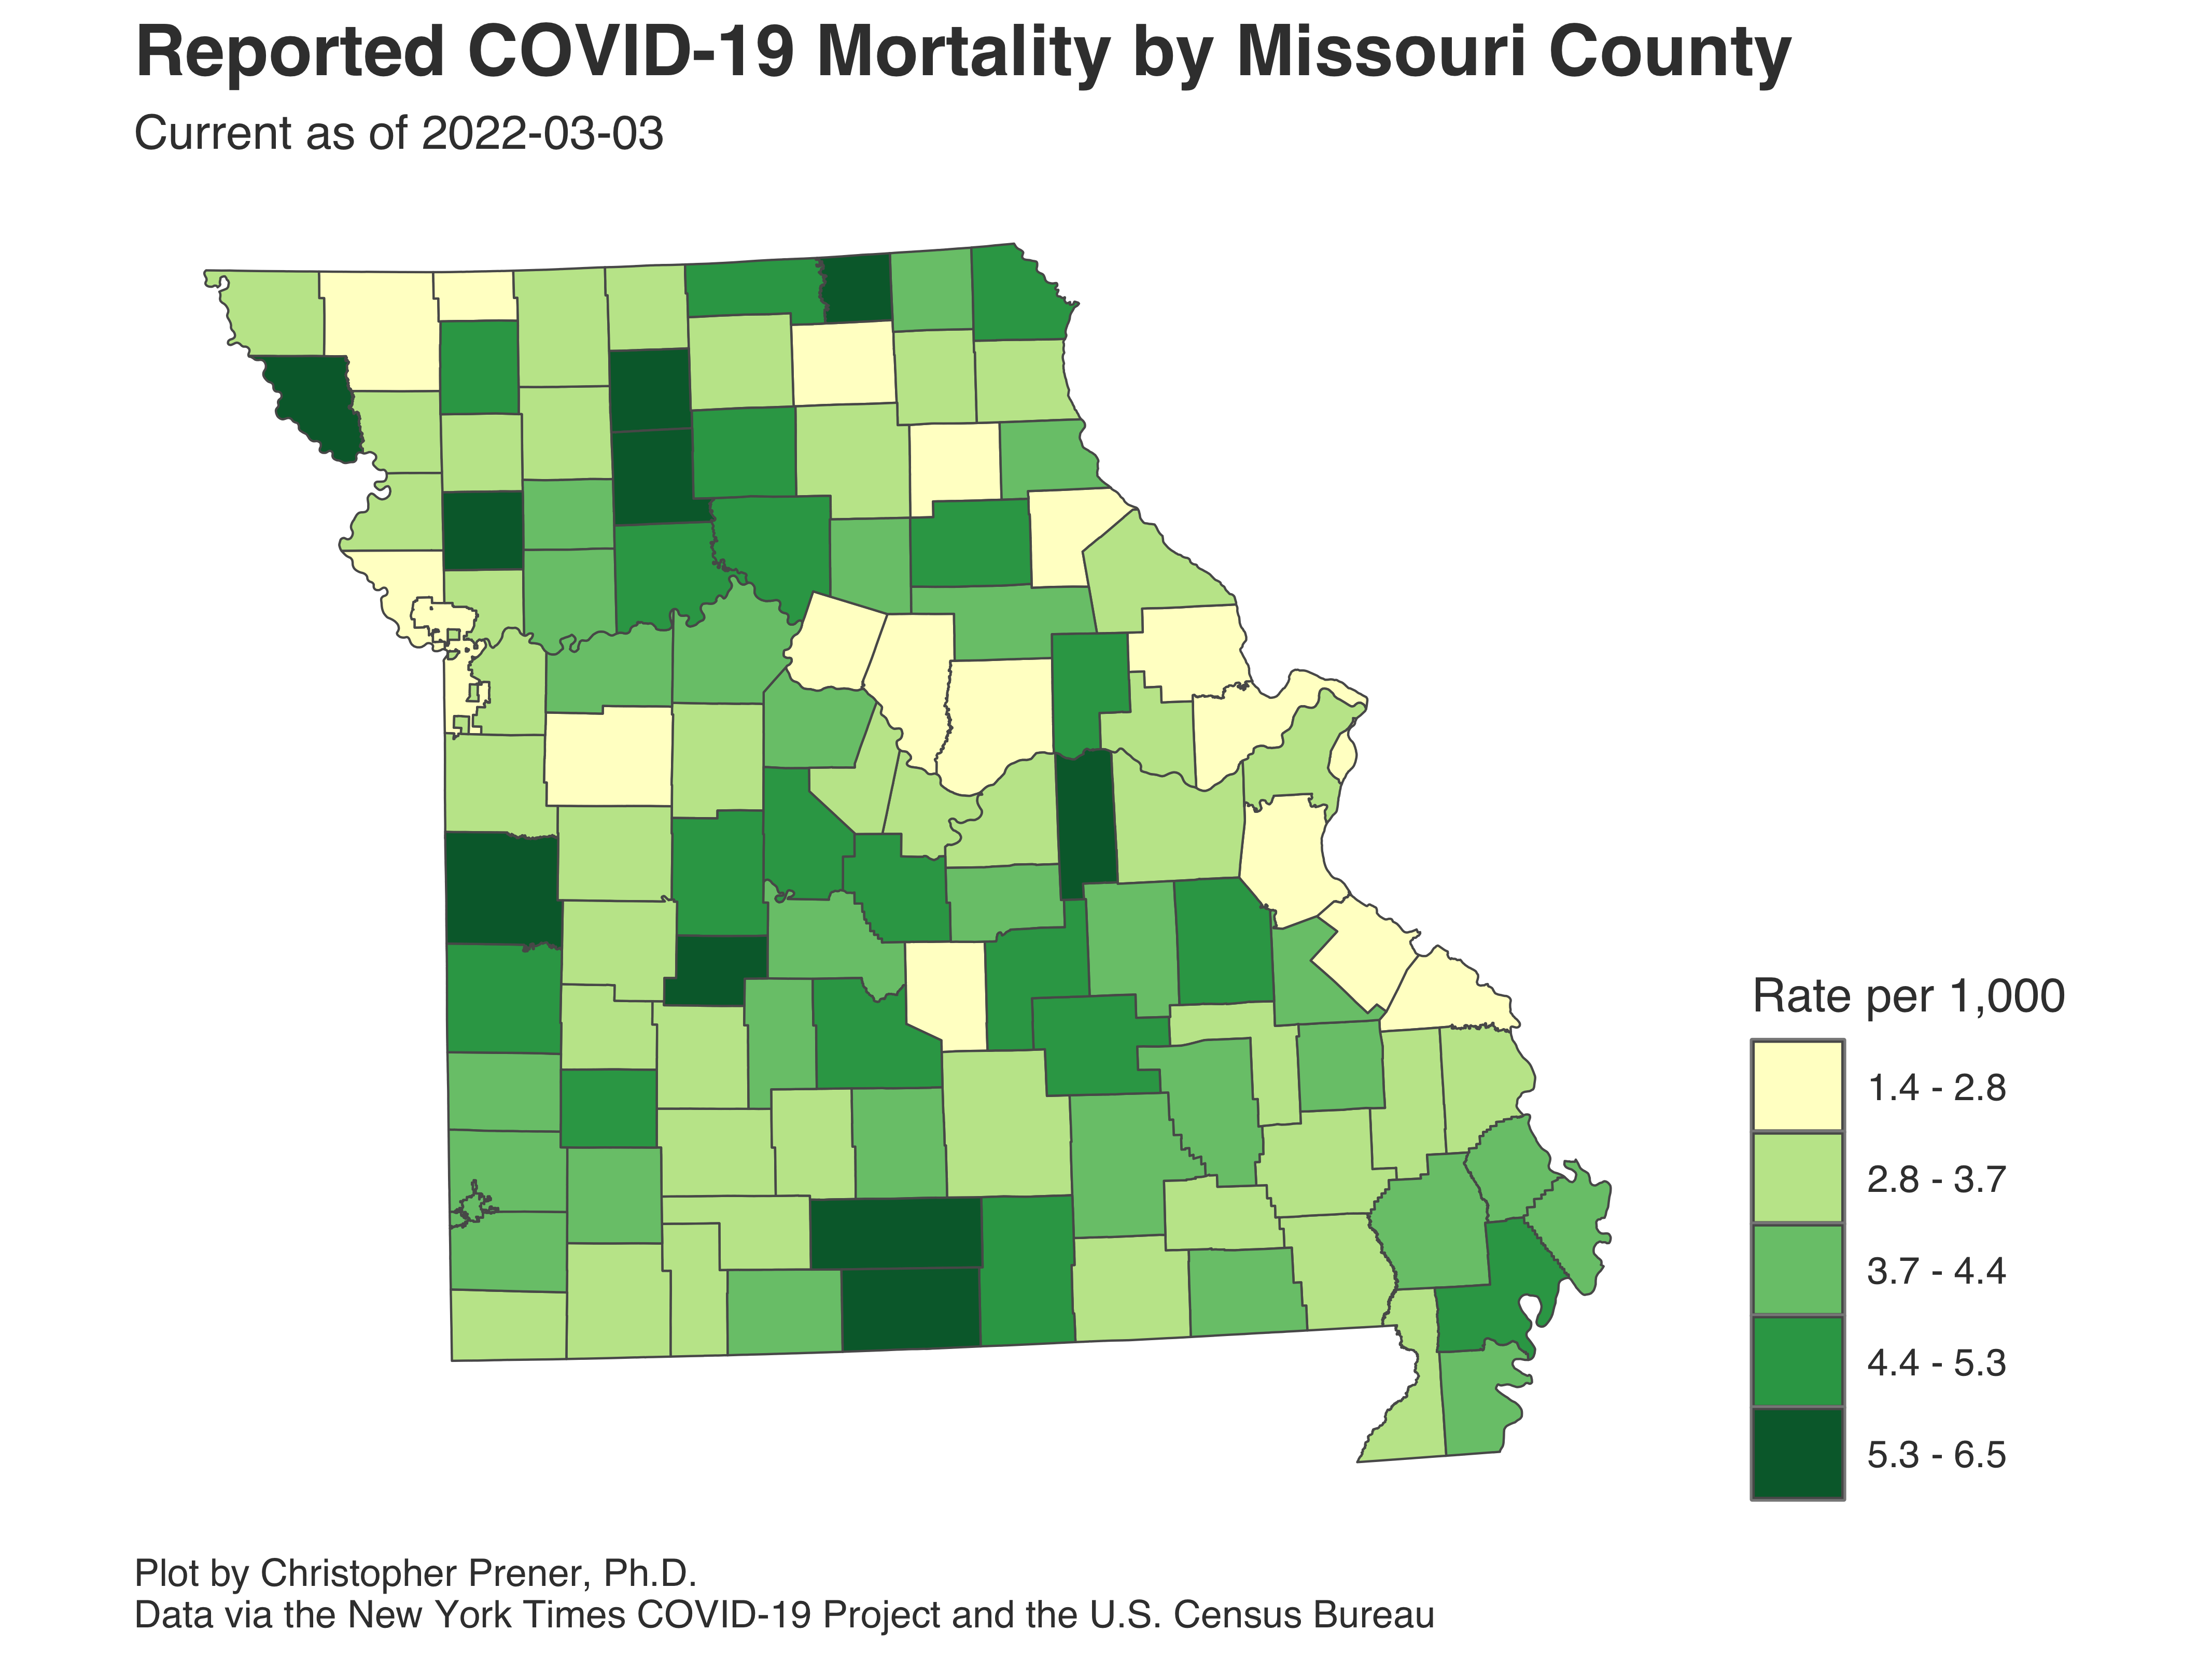 Reported COVID-19 Mortality by Missouri County
Current as of 2022-03-03
Rate per 1,000
1.4 - 2.8
2.8 - 3.7
3.7 - 4.4
4.4 - 5.3
5.3 - 6.5
Plot by Christopher Prener, Ph.D.
Data via the New York Times COVID-19 Project and the U.S. Census Bureau